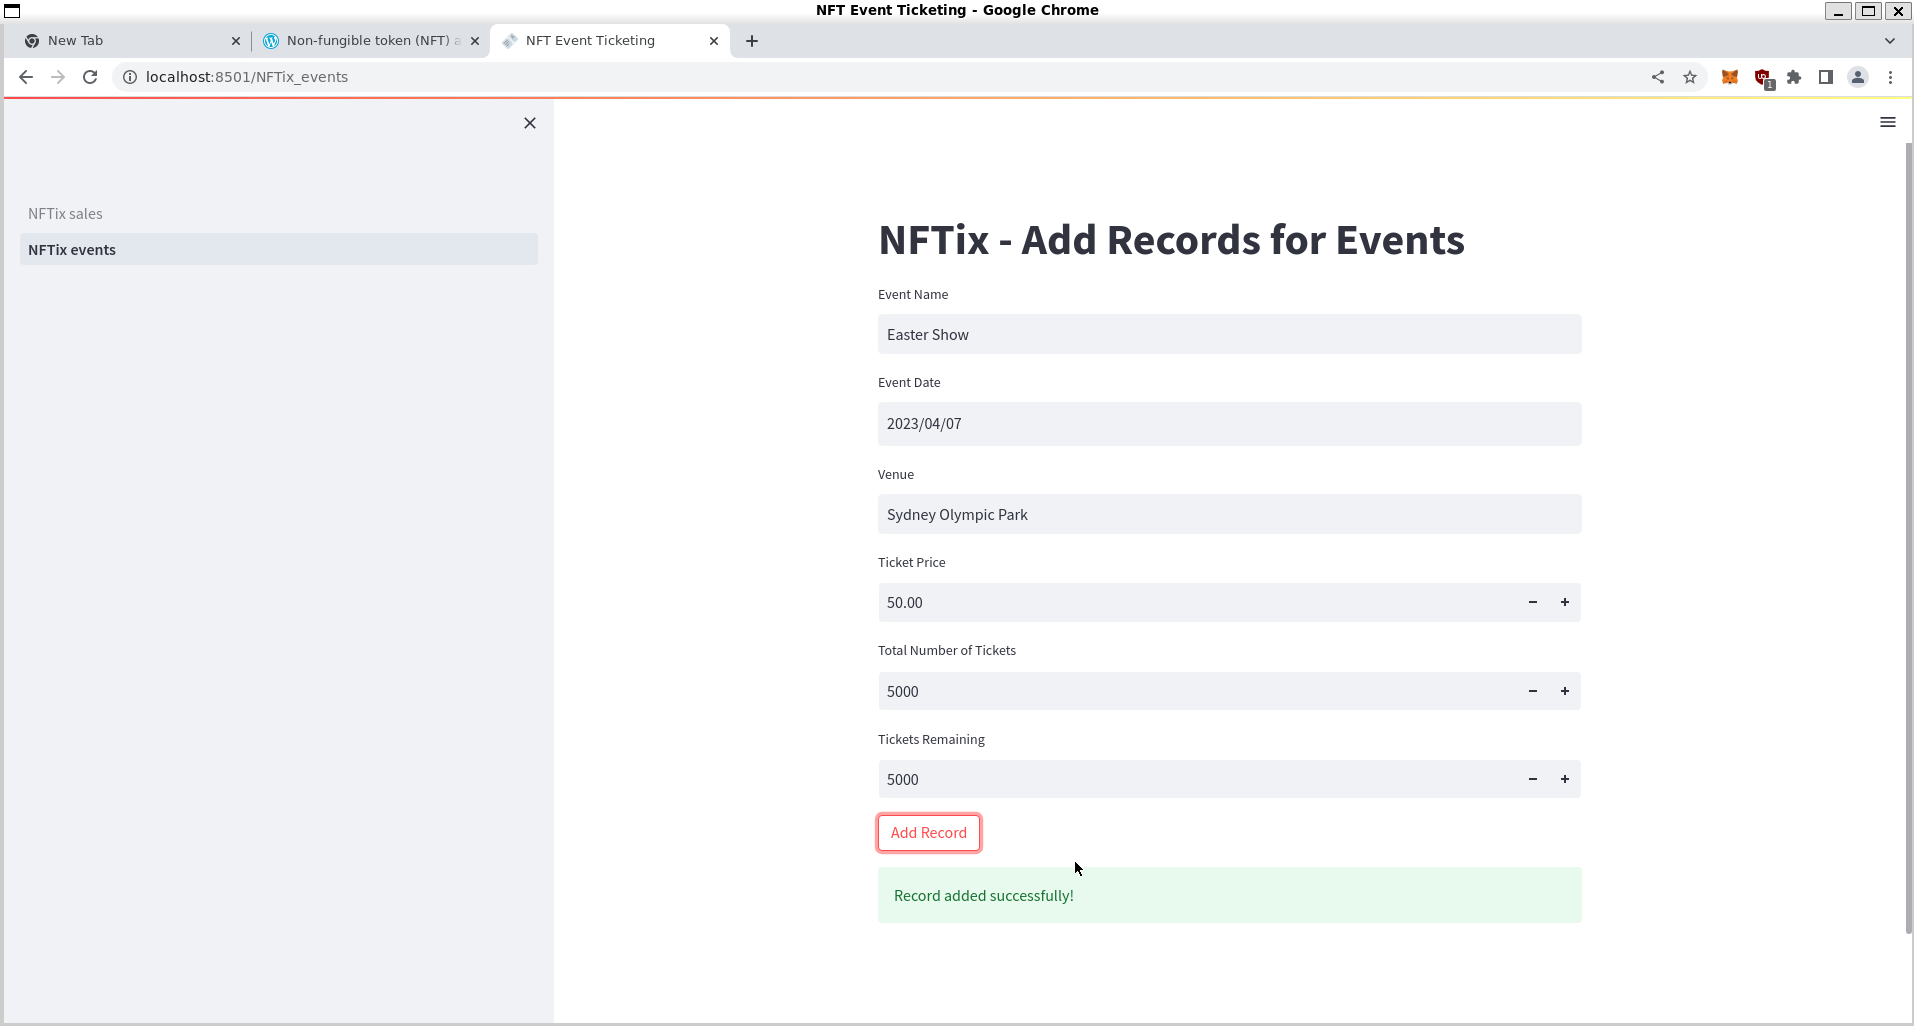 NFT Event Ticketing - Google Chrome
New Tab
Non-fungible token (NFT) a
NFT Event Ticketing
localhost:8501/NFTix_events
1
NFTix sales
NFTix events
NFTix - Add Records for Events
Event Name
Easter Show
Event Date
2023/04/07
Venue
Sydney Olympic Park
Ticket Price
50.00
Total Number of Tickets
5000
Tickets Remaining
5000
Add Record
Record added successfully!